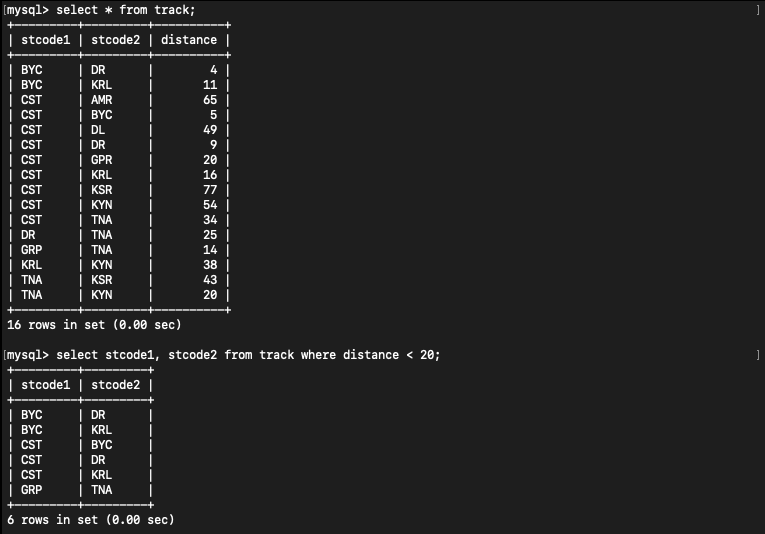 [mysql> select * from track; ]
+---------+---------+----------+
| stcode1 | stcode2 | distance |
+---------+---------+----------+
| BYC     | DR      |        4 |
| BYC     | KRL     |       11 |
| CST     | AMR     |       65 |
| CST     | BYC     |        5 |
| CST     | DL      |       49 |
| CST     | DR      |        9 |
| CST     | GPR     |       20 |
| CST     | KRL     |       16 |
| CST     | KSR     |       77 |
| CST     | KYN     |       54 |
| CST     | TNA     |       34 |
| DR      | TNA     |       25 |
| GRP     | TNA     |       14 |
| KRL     | KYN     |       38 |
| TNA     | KSR     |       43 |
| TNA     | KYN     |       20 |
+---------+---------+----------+
16 rows in set (0.00 sec)
[mysql> select stcode1, stcode2 from track where distance < 20; ]
+---------+---------+
| stcode1 | stcode2 |
+---------+---------+
| BYC     | DR      |
| BYC     | KRL     |
| CST     | BYC     |
| CST     | DR      |
| CST     | KRL     |
| GRP     | TNA     |
+---------+---------+
6 rows in set (0.00 sec)